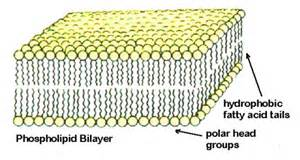 hydrophobic
fatty acid tails
Phospholipid Bilayer
polar head
groups